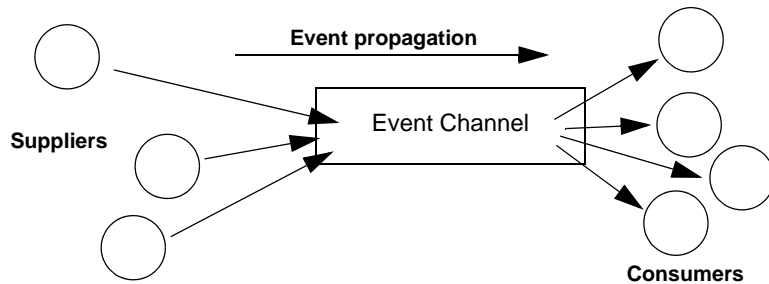 Event propagation
Event Channel
Suppliers
Consumers